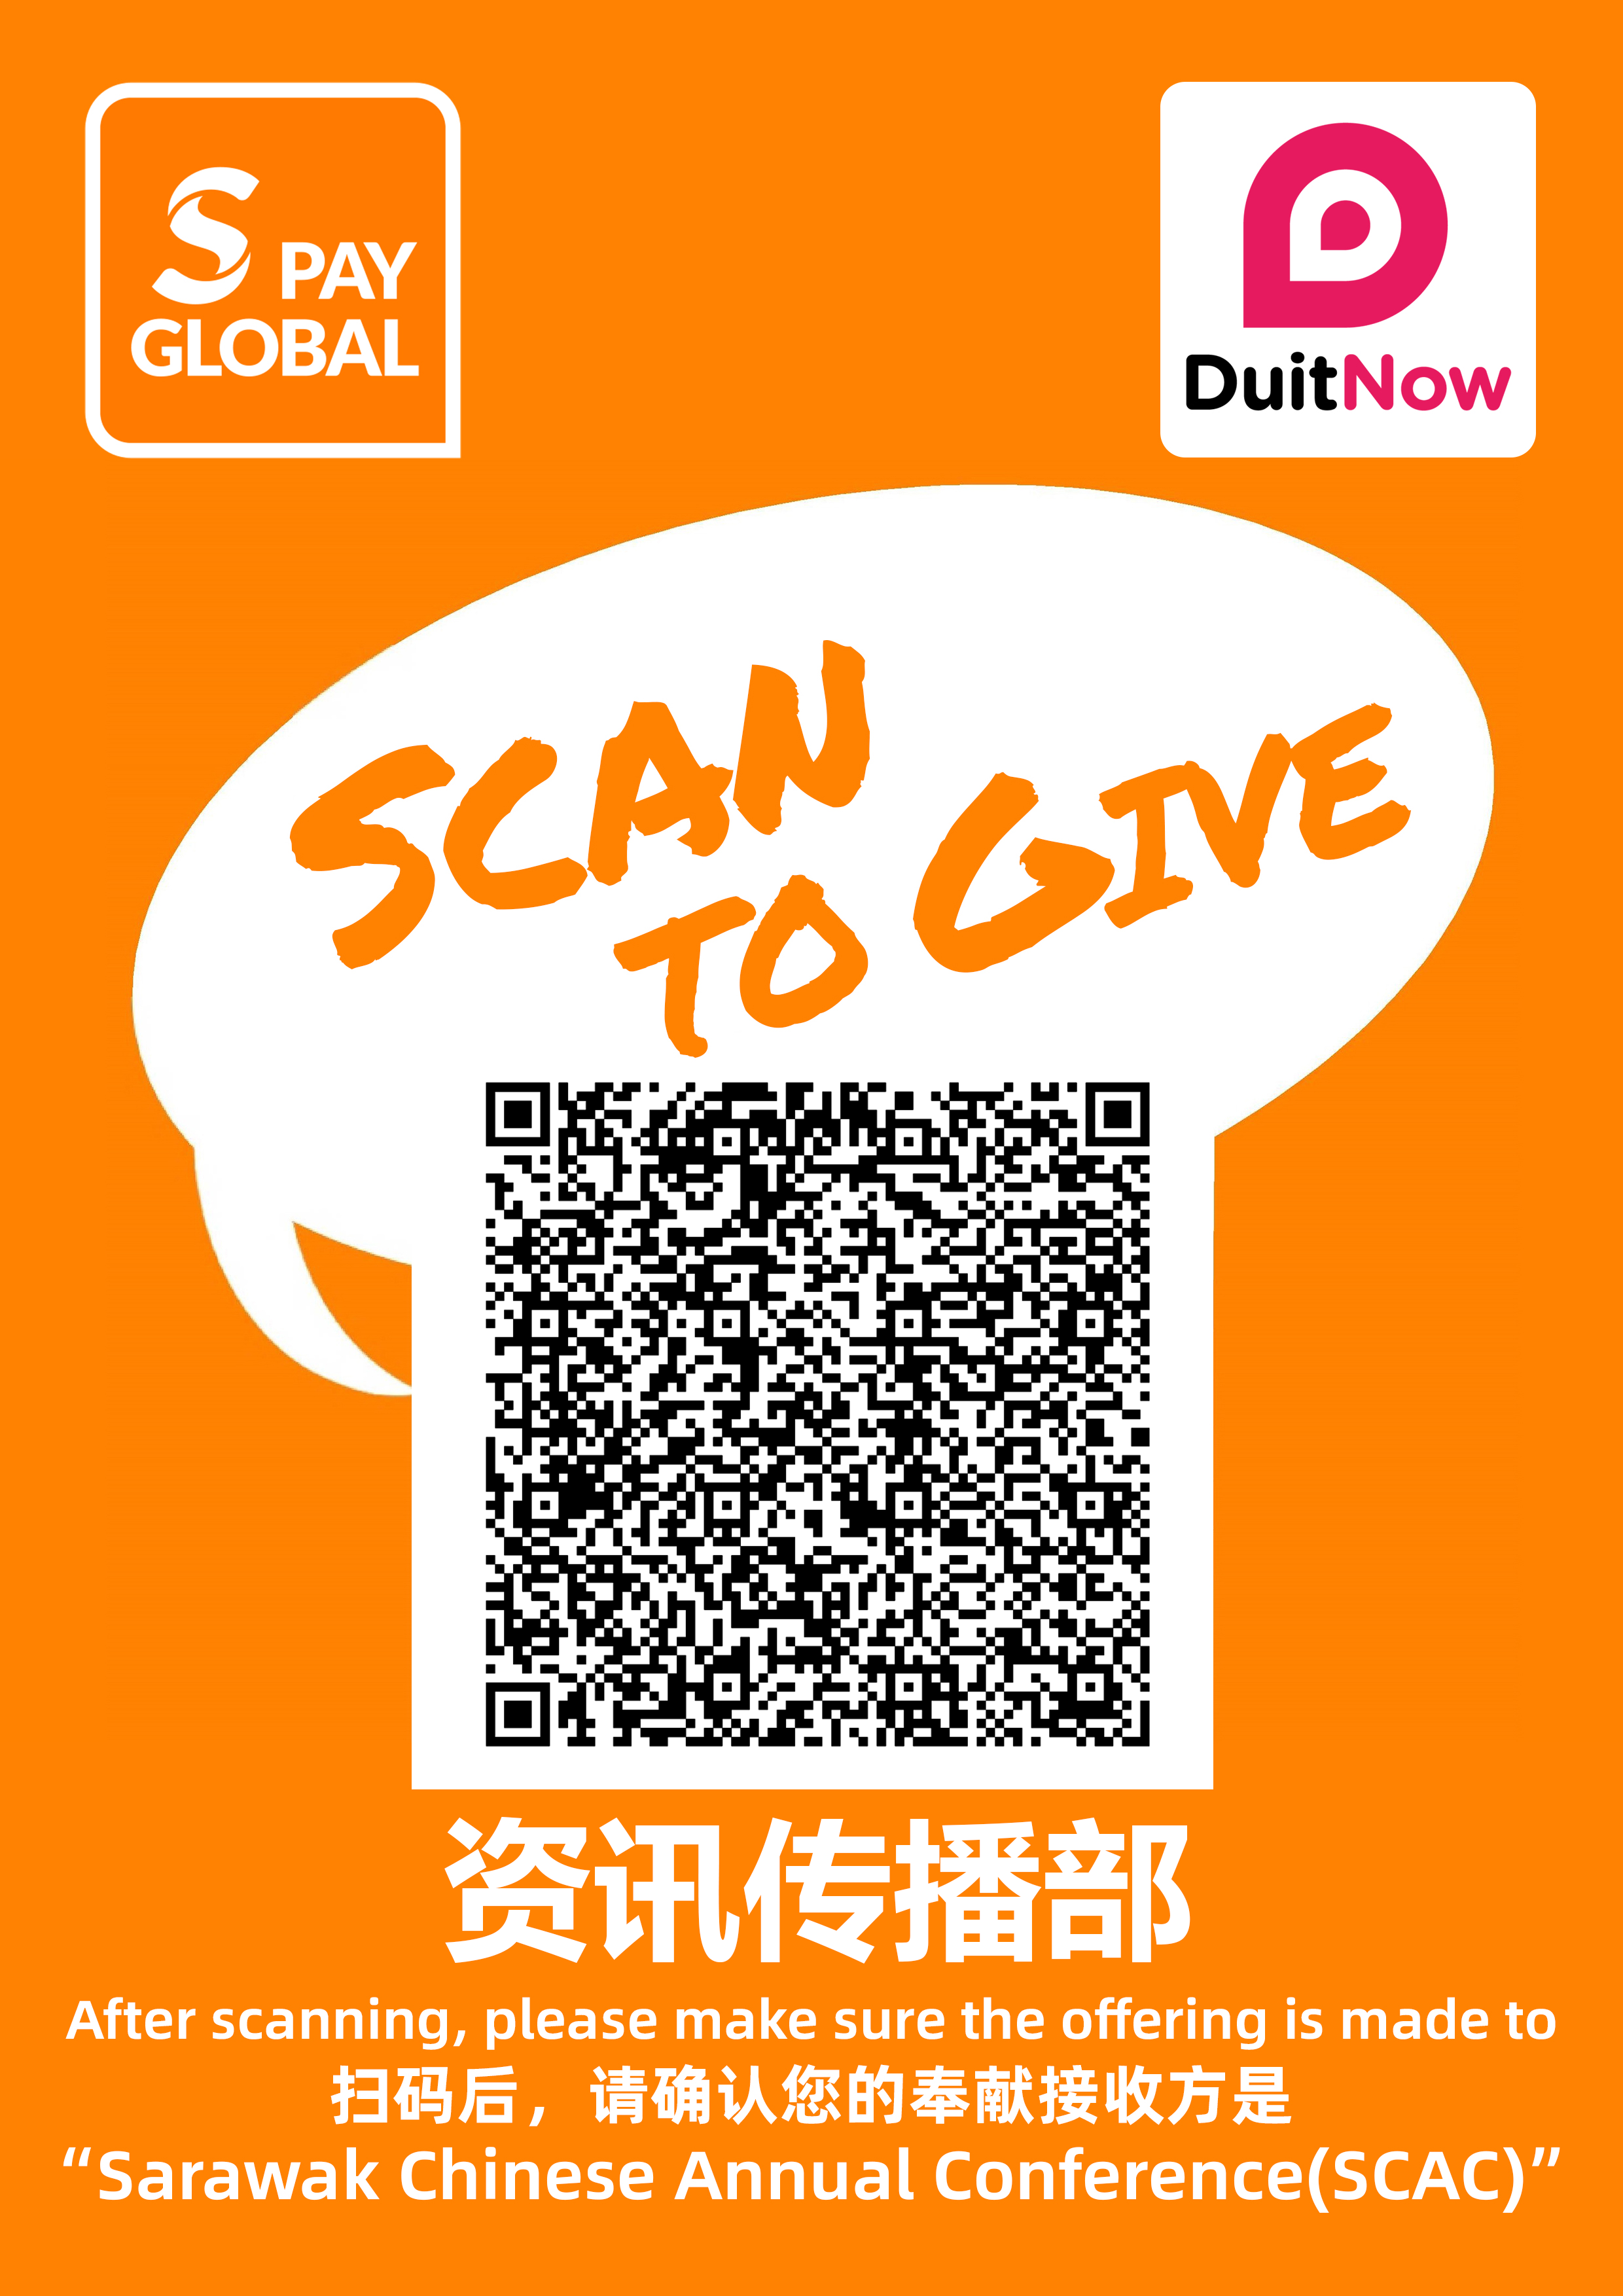 S PAY
GLOBAL
DuitNow
SCAN
TO GIVE
资讯传播部
After scanning, please make sure the offering is made to
扫码后，请确认您的奉献接收方是
“Sarawak Chinese Annual Conference(SCAC)”